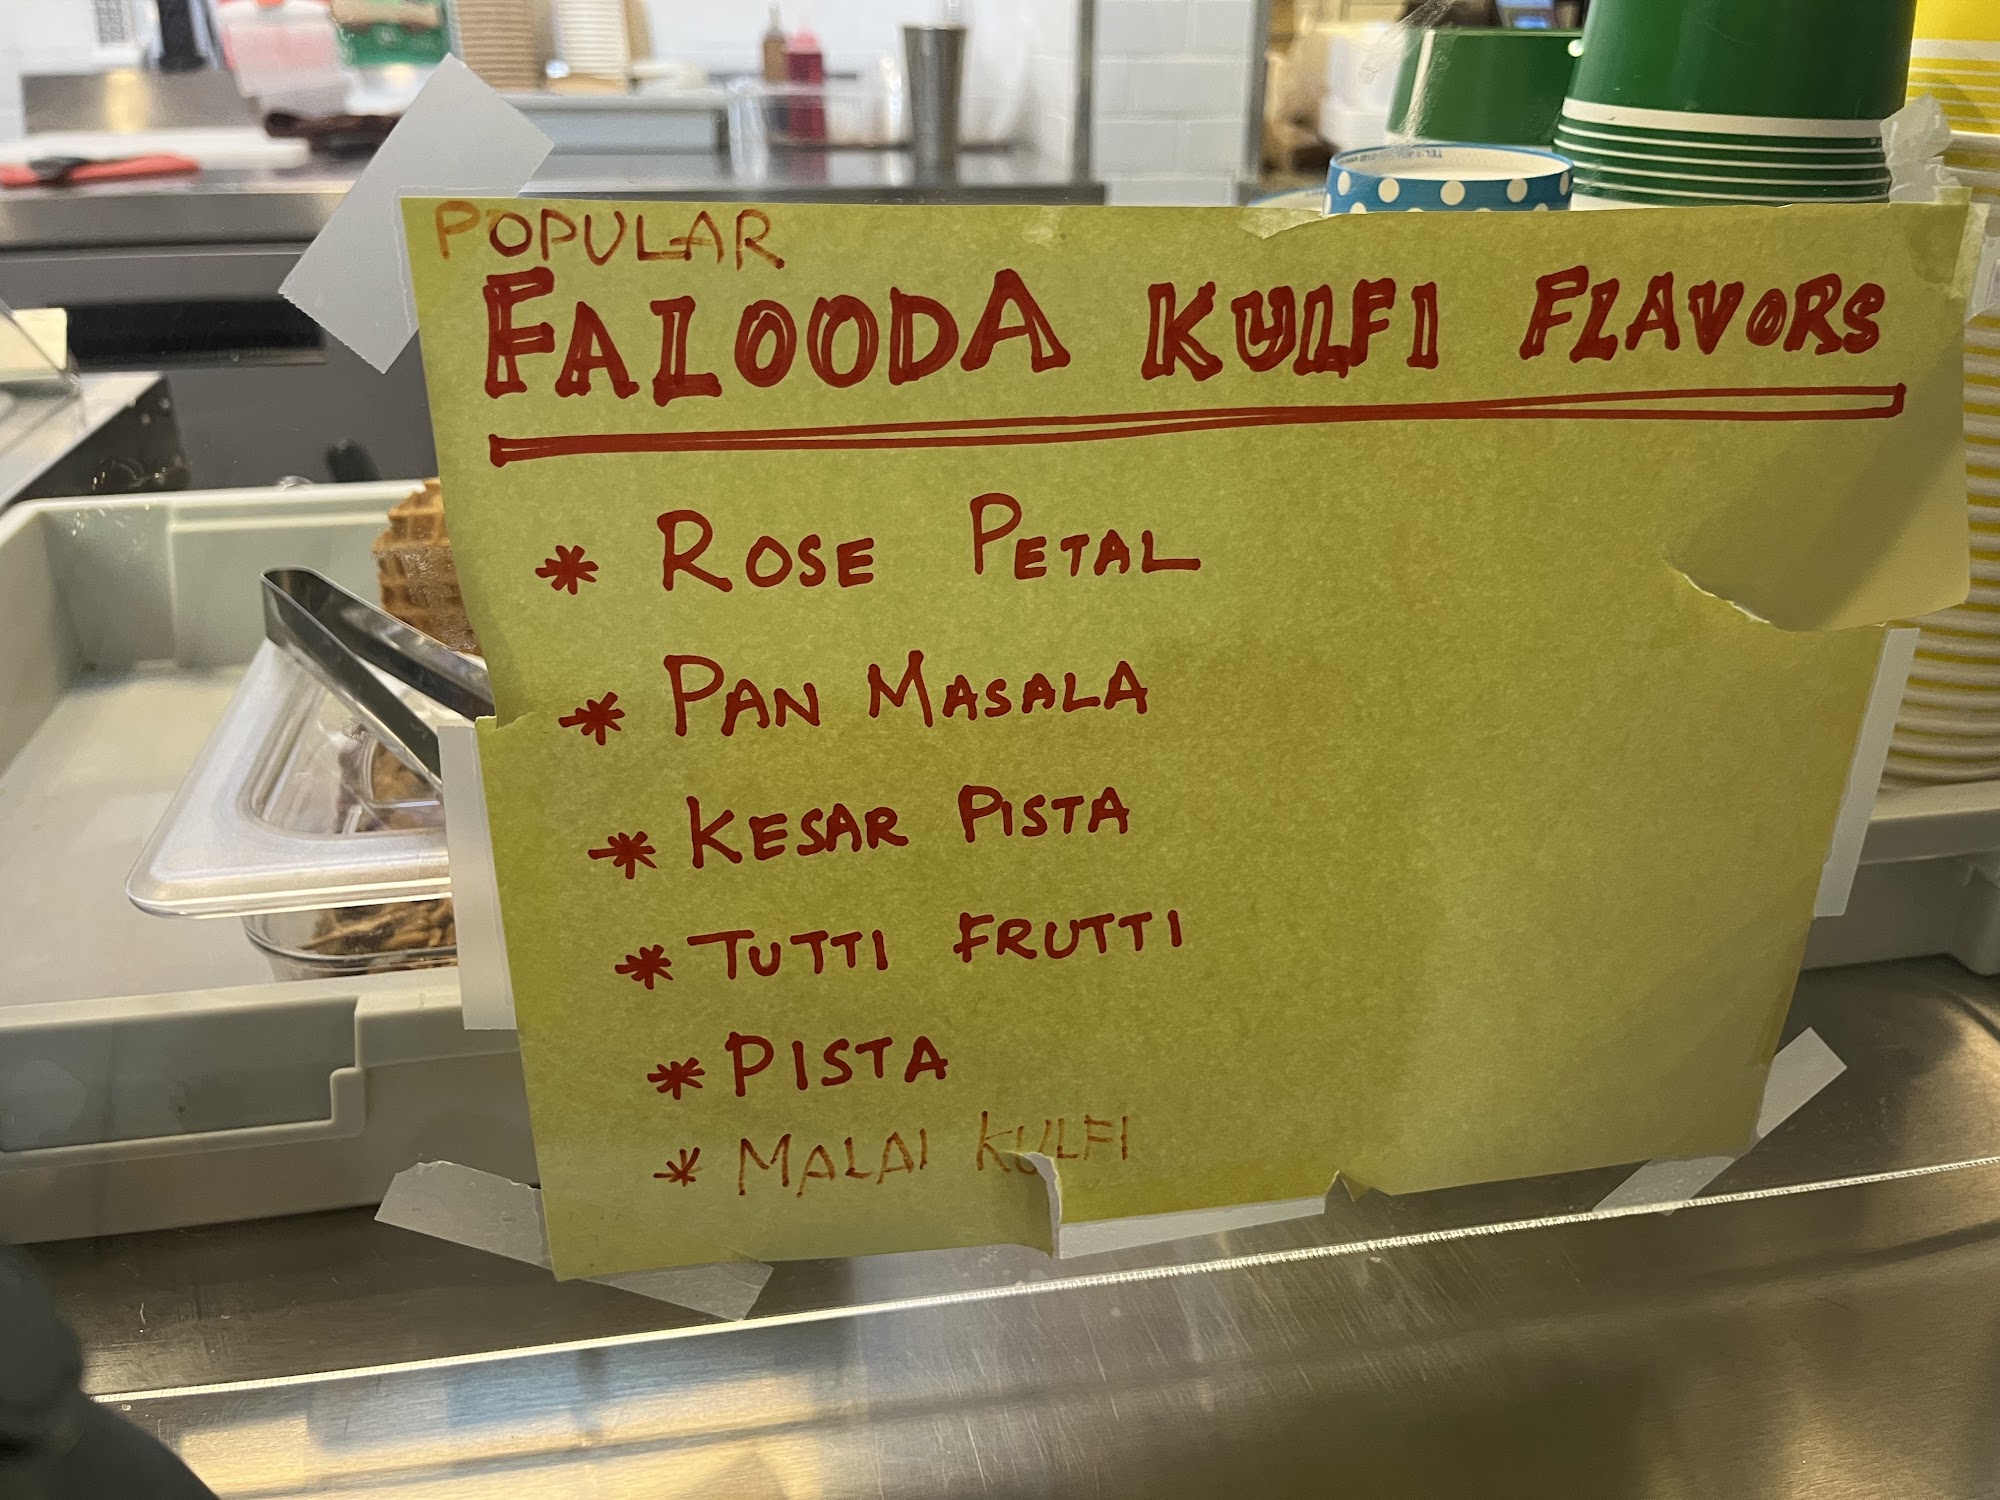 POPULAR
FALOODA KULFI FLAVORS
* ROSE PETAL
* PAN MASALA
* KESAR PISTA
* TUTTI FRUTTI
* PISTA
* MALAI KULFI